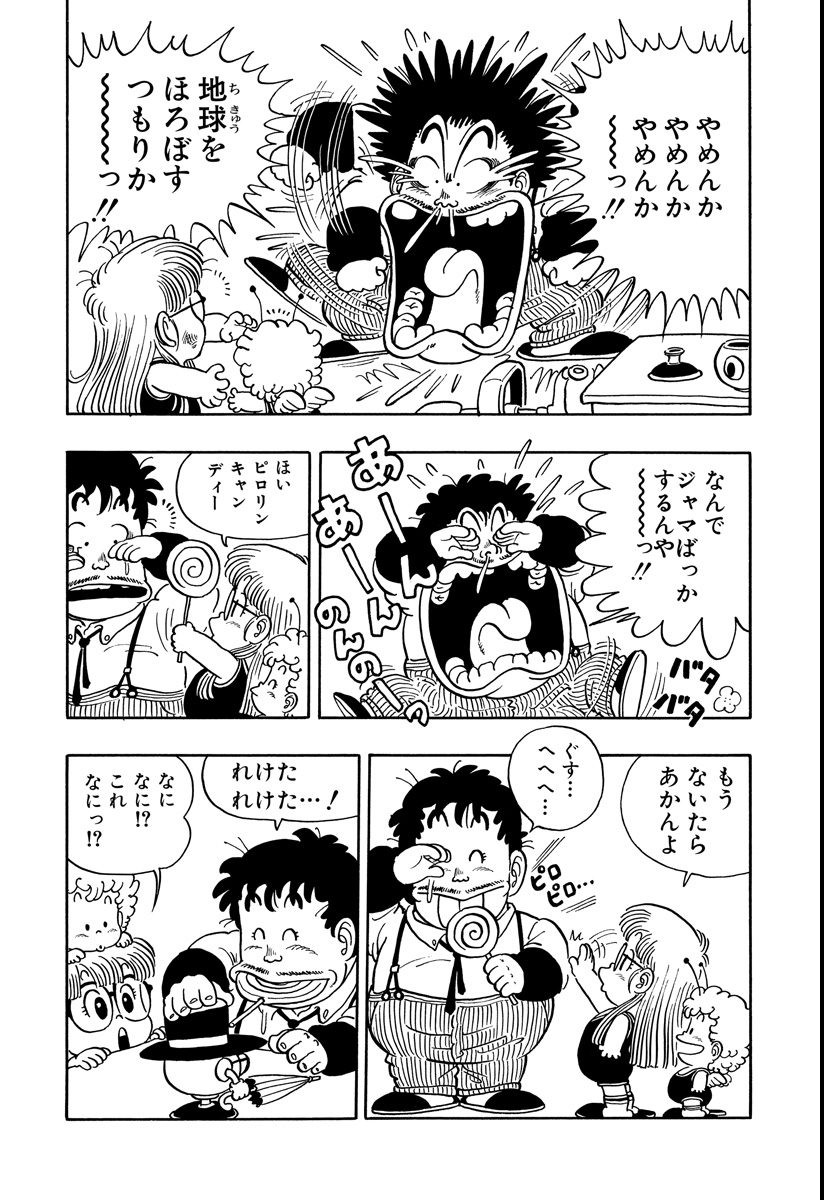 やめんか
やめんか
やめんか
〜〜〜っ!!
地球を
ちきゅう
ほろぼす
つもりか
〜〜〜〜っ!!
なんで
ジャマばっか
するんや
〜〜〜っ!!
あーん
あーん
バタ
バタ
ほい
ピロリン
キャン
ディー
もう
ないたら
あかんよ
ぐす…
へへへ…
ピロ
ピロ…
れけた
れけた…!
なに
なに!?
これ
なにっ!?